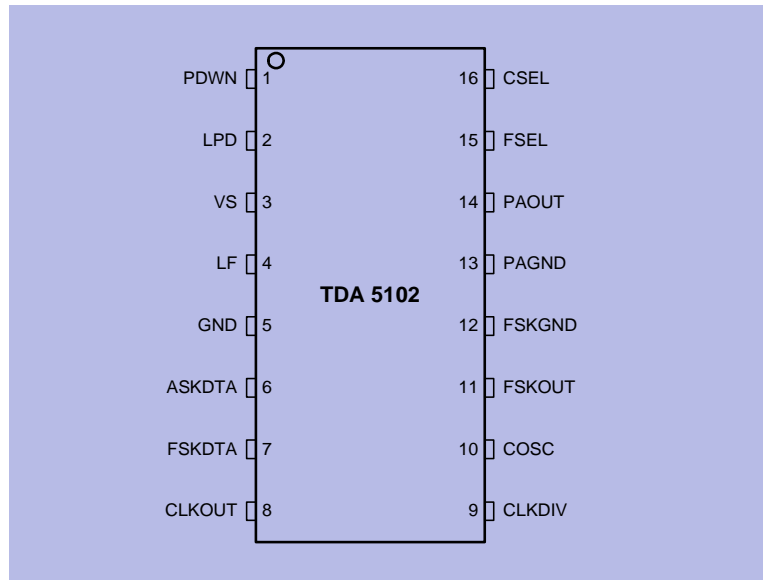 PDWN 1 16 CSEL
LPD 2 15 FSEL
VS 3 14 PAOUT
LF 4 13 PAGND
TDA 5102
GND 5 12 FSKGND
ASKDTA 6 11 FSKOUT
FSKDTA 7 10 COSC
CLKOUT 8 9 CLKDIV